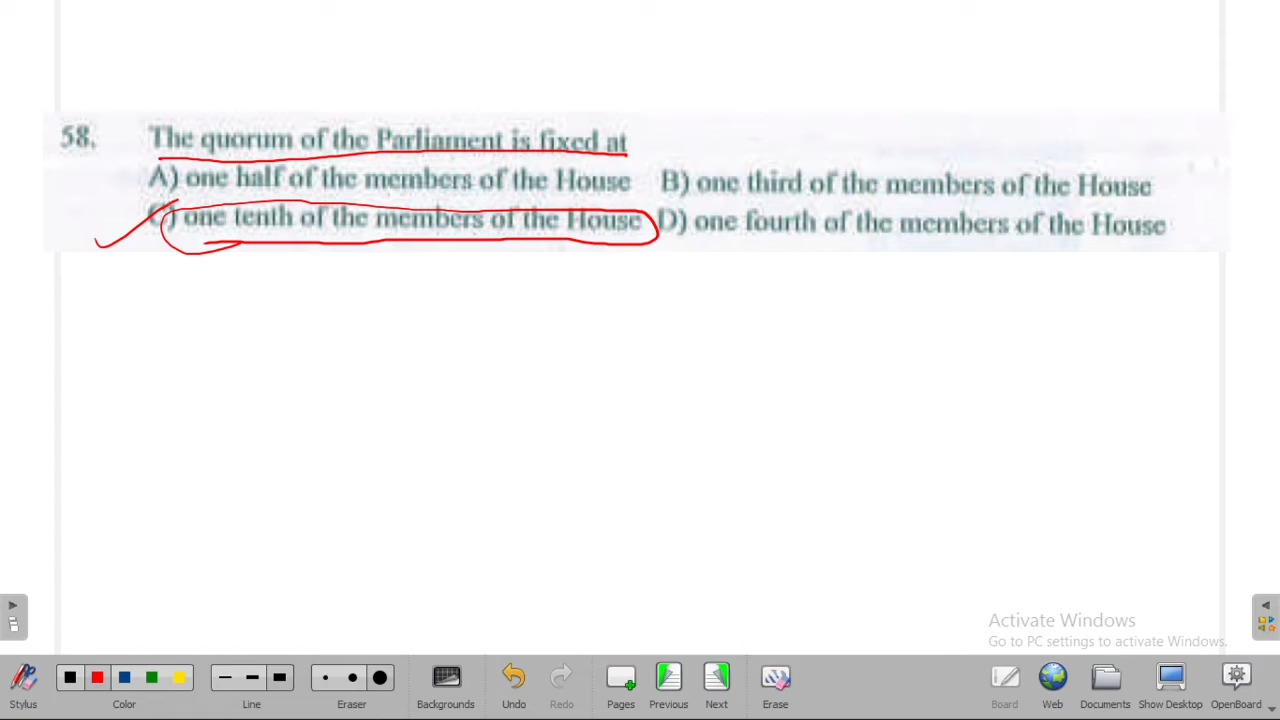 58. The quorum of the Parliament is fixed at
A) one half of the members of the House B) one third of the members of the House
C) one tenth of the members of the House D) one fourth of the members of the House
Activate Windows
Go to PC settings to activate Windows.
Stylus Color Line Eraser Backgrounds Undo Redo Pages Previous Next Erase Board Web Documents Show Desktop OpenBoard